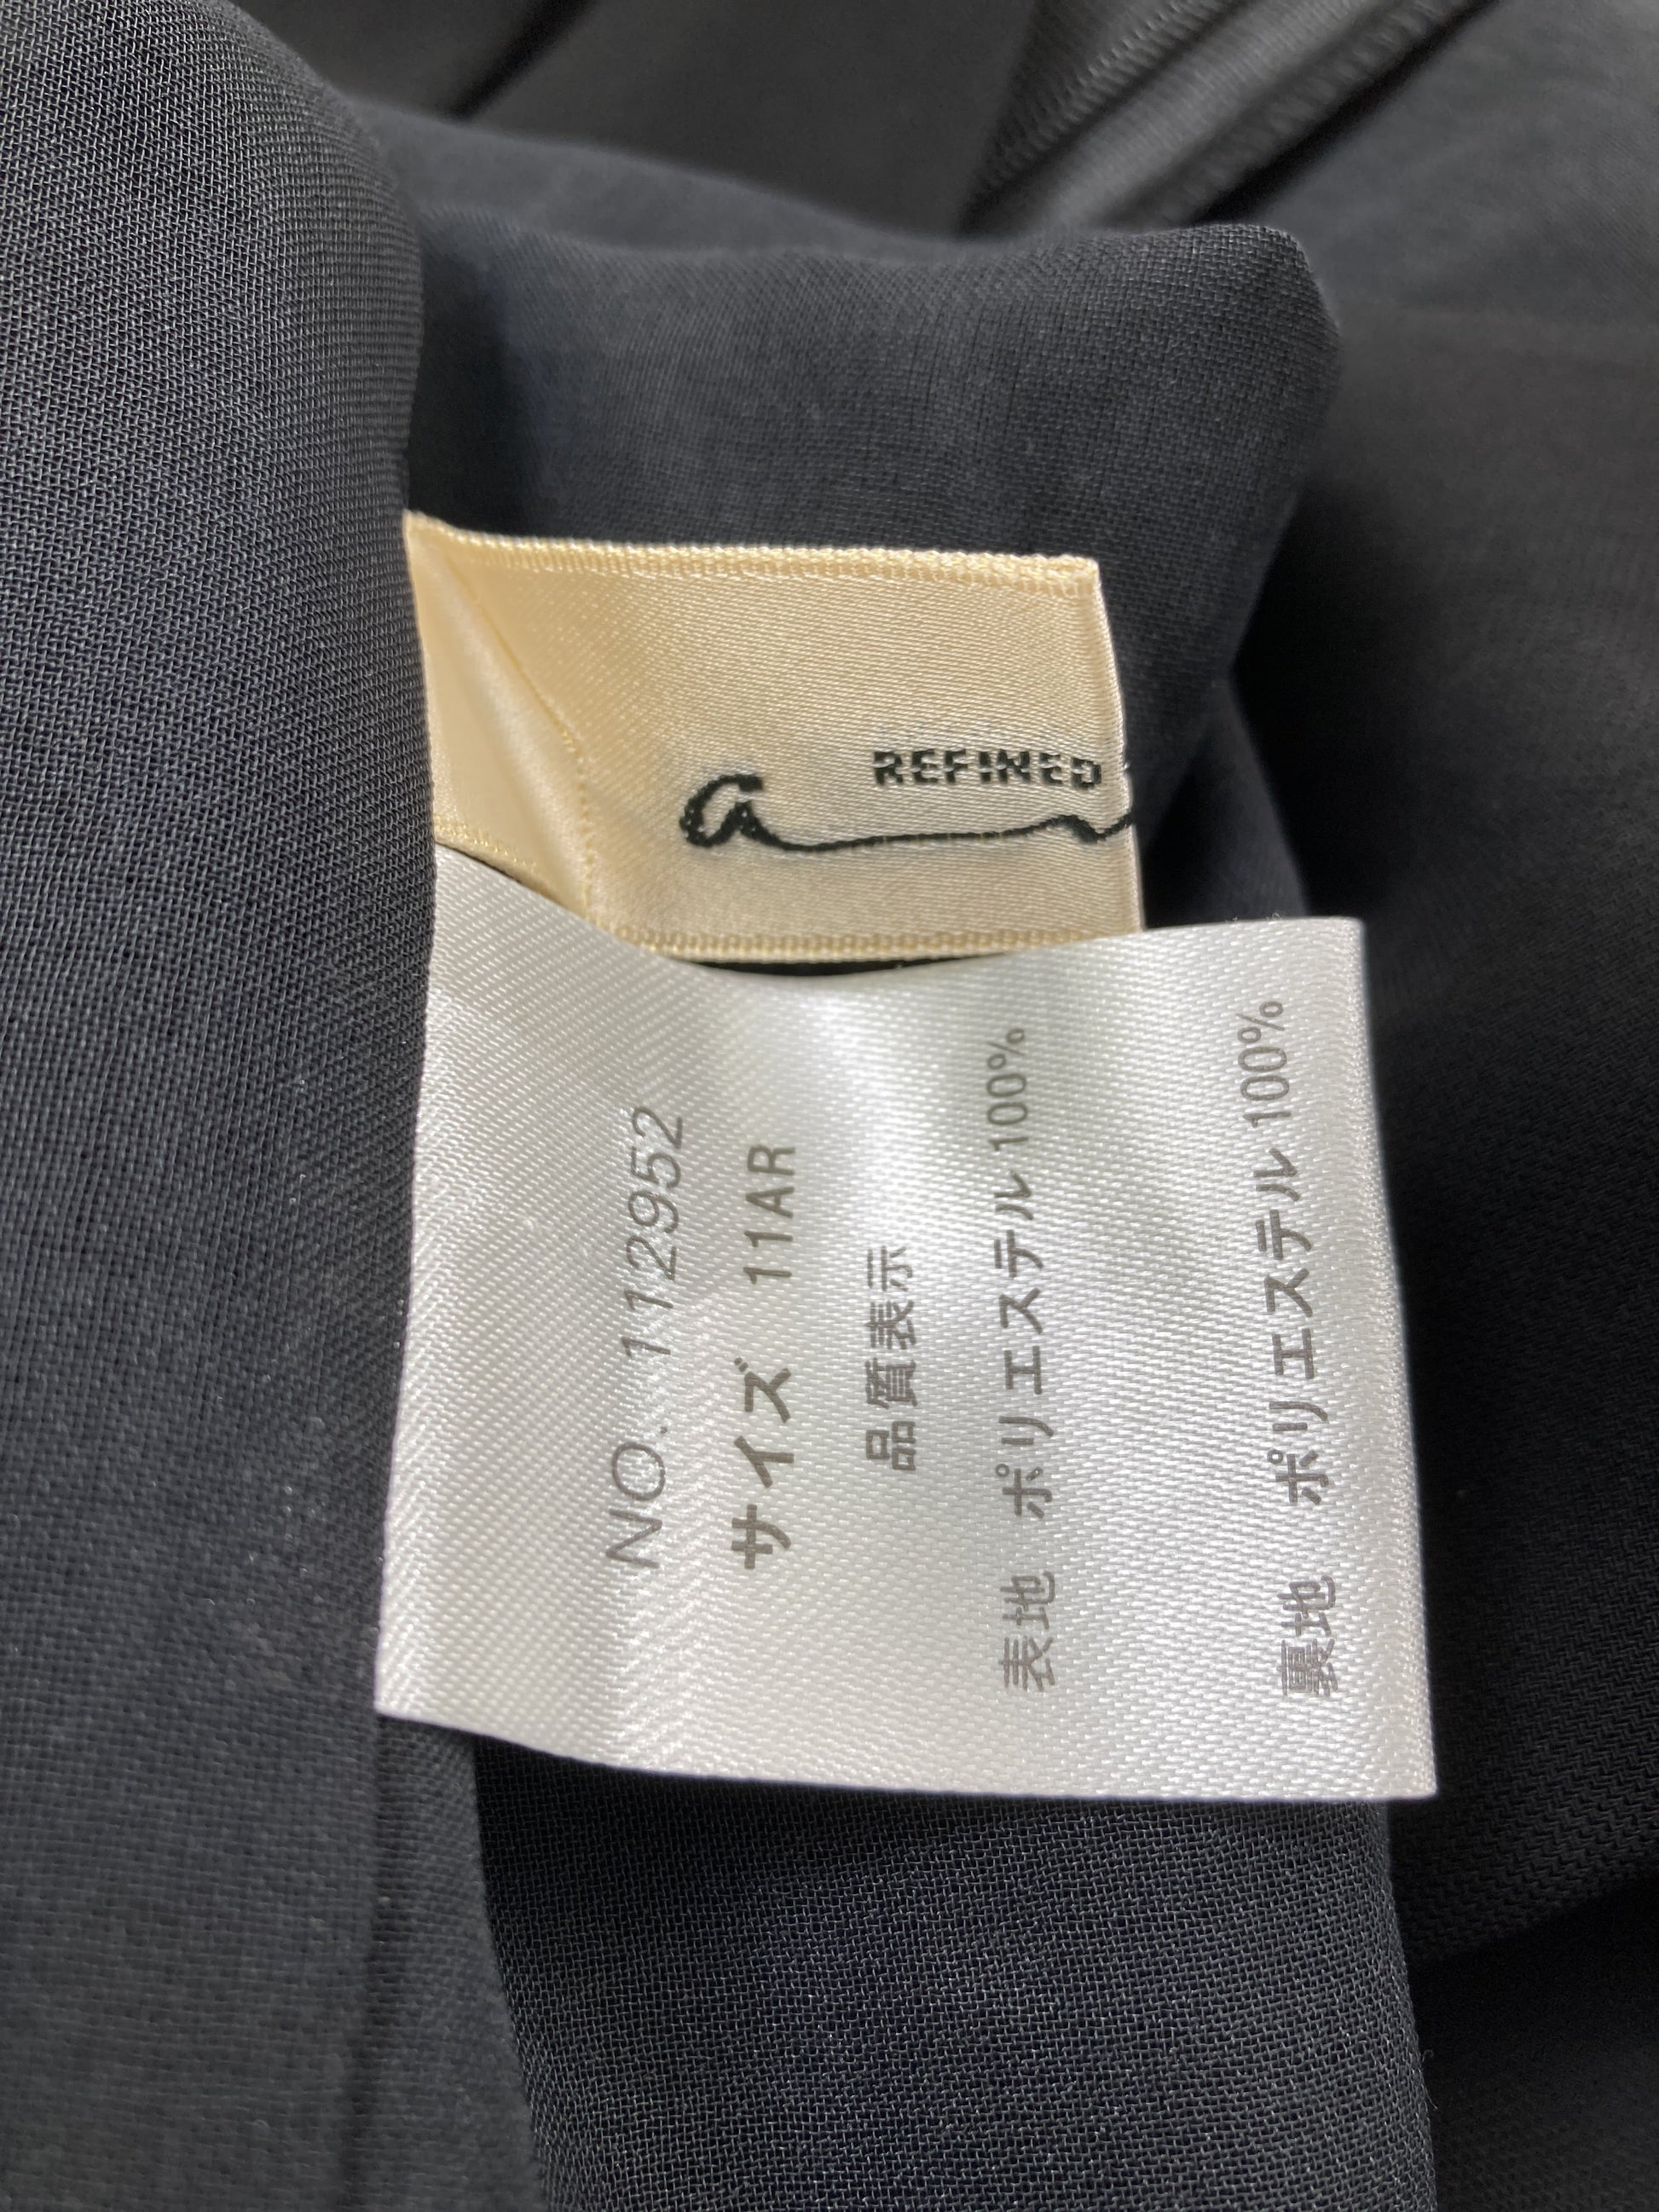 REFINED
NO. 112952
サイズ 11AR
品質表示
表地 ポリエステル 100%
裏地 ポリエステル 100%